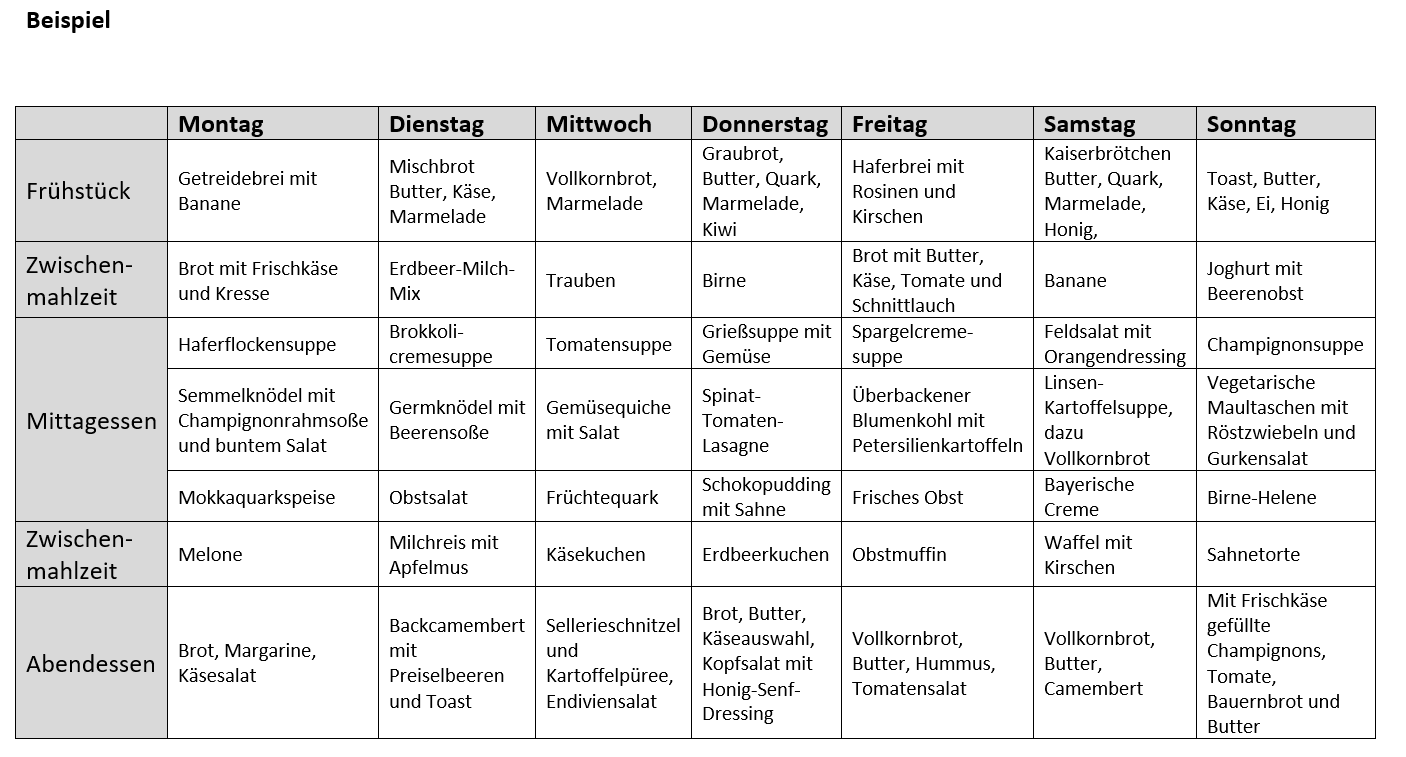 Beispiel
Montag
Dienstag
Mittwoch
Donnerstag
Freitag
Samstag
Sonntag
Frühstück
Getreidebrei mit
Banane
Mischbrot
Butter, Käse,
Marmelade
Vollkornbrot,
Marmelade
Graubrot,
Butter, Quark,
Marmelade,
Kiwi
Haferbrei mit
Rosinen und
Kirschen
Kaiserbrötchen
Butter, Quark,
Marmelade,
Honig,
Toast, Butter,
Käse, Ei, Honig
Zwischen-
mahlzeit
Brot mit Frischkäse
und Kresse
Erdbeer-Milch-
Mix
Trauben
Birne
Brot mit Butter,
Käse, Tomate und
Schnittlauch
Banane
Joghurt mit
Beerenobst
Mittagessen
Haferflockensuppe
Brokkoli-
cremesuppe
Tomatensuppe
Grießsuppe mit
Gemüse
Spargelcreme-
suppe
Feldsalat mit
Orangendressing
Champignonsuppe
Semmelknödel mit
Champignonrahmsoße
und buntem Salat
Germknödel mit
Beerensoße
Gemüsequiche
mit Salat
Spinat-
Tomaten-
Lasagne
Überbackener
Blumenkohl mit
Petersilienkartoffeln
Linsen-
Kartoffelsuppe,
dazu
Vollkornbrot
Vegetarische
Maultaschen mit
Röstzwiebeln und
Gurkensalat
Mokkaquarkspeise
Obstsalat
Früchtequark
Schokopudding
mit Sahne
Frisches Obst
Bayerische
Creme
Birne-Helene
Zwischen-
mahlzeit
Melone
Milchreis mit
Apfelmus
Käsekuchen
Erdbeerkuchen
Obstmuffin
Waffel mit
Kirschen
Sahnetorte
Abendessen
Brot, Margarine,
Käsesalat
Backcamembert
mit
Preiselbeeren
und Toast
Sellerieschnitzel
und
Kartoffelpüree,
Endiviensalat
Brot, Butter,
Käseauswahl,
Kopfsalat mit
Honig-Senf-
Dressing
Vollkornbrot,
Butter, Hummus,
Tomatensalat
Vollkornbrot,
Butter,
Camembert
Mit Frischkäse
gefüllte
Champignons,
Tomate,
Bauernbrot und
Butter